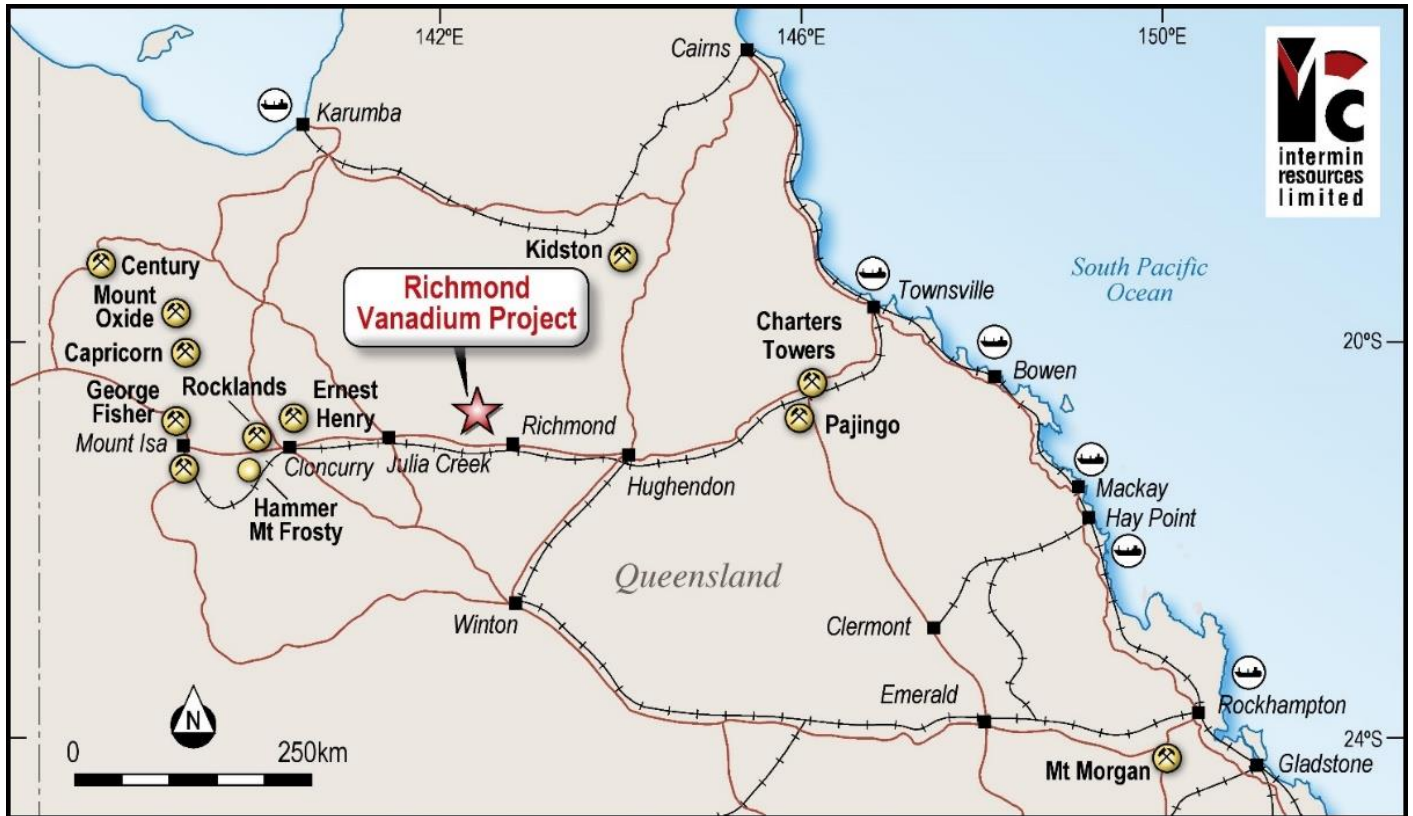 142°E
146°E
150°E
Cairns
intermin
resources
limited
Karumba
Kidston
South Pacific
Ocean
Century
Mount
Oxide
Richmond
Vanadium Project
Townsville
Charters
Towers
20°S
Capricorn
Bowen
George
Fisher
Rocklands
Ernest
Henry
Richmond
Pajingo
Mount Isa
Cloncurry
Julia Creek
Hughendon
Mackay
Hay Point
Hammer
Mt Frosty
Queensland
Winton
Clermont
Emerald
Rockhampton
N
0
250km
24°S
Mt Morgan
Gladstone